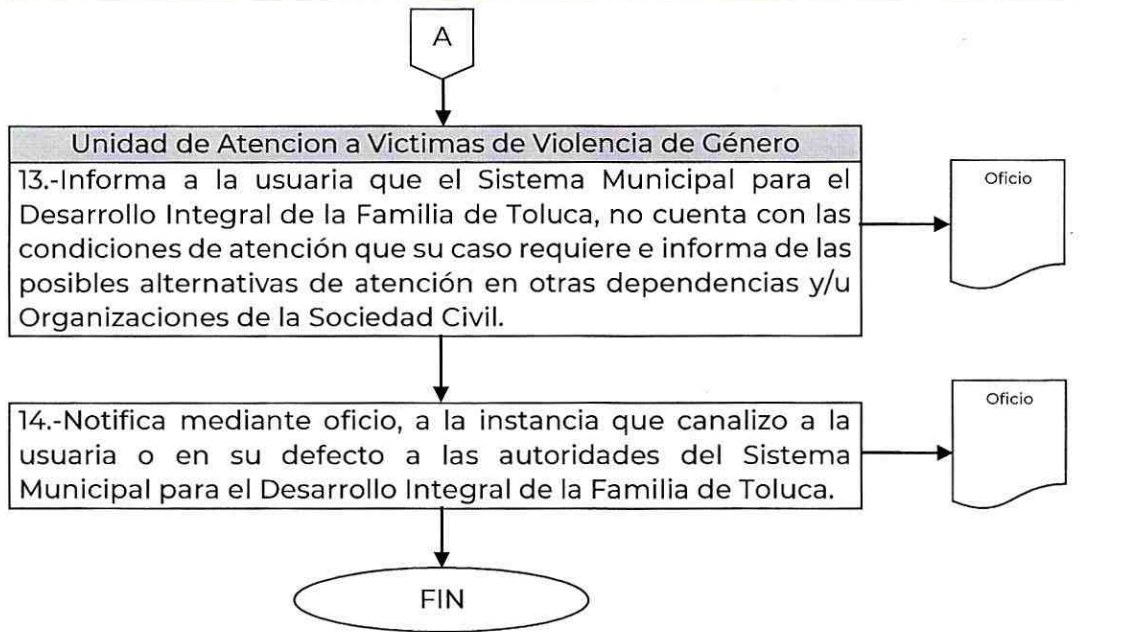 A
Unidad de Atencion a Victimas de Violencia de Género
13.-Informa a la usuaria que el Sistema Municipal para el
Desarrollo Integral de la Familia de Toluca, no cuenta con las
condiciones de atención que su caso requiere e informa de las
posibles alternativas de atención en otras dependencias y/u
Organizaciones de la Sociedad Civil.
Oficio
14.-Notifica mediante oficio, a la instancia que canalizo a la
usuaria o en su defecto a las autoridades del Sistema
Municipal para el Desarrollo Integral de la Familia de Toluca.
Oficio
FIN